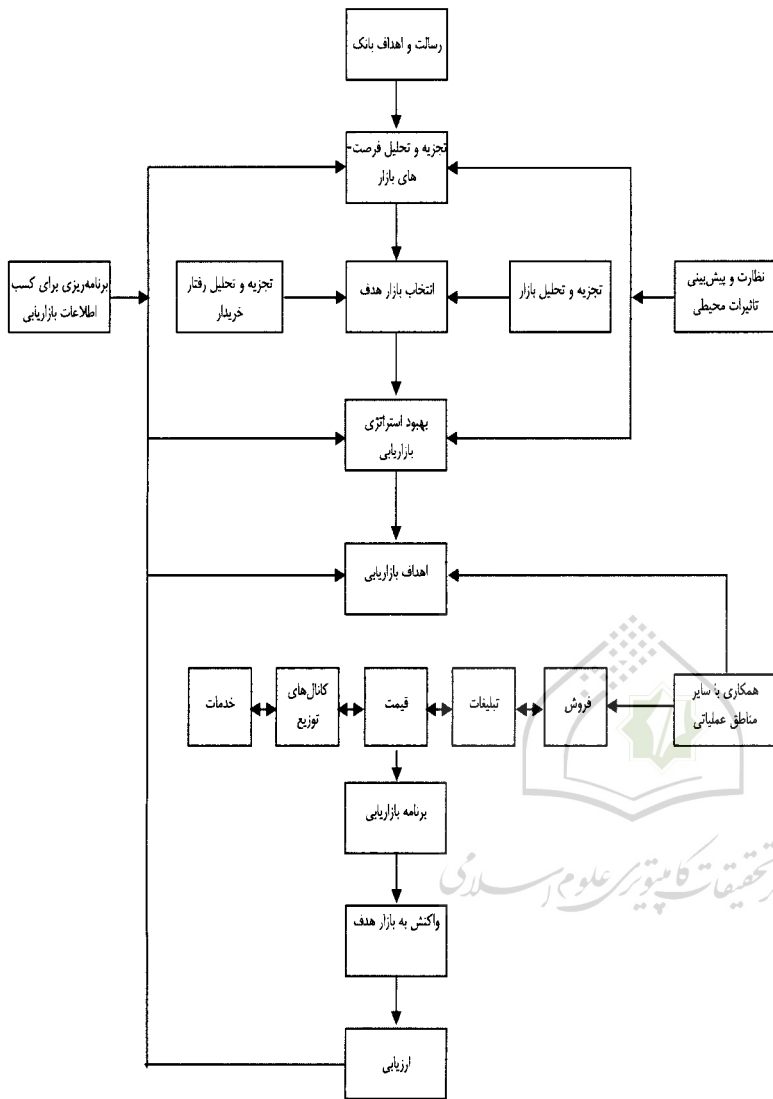 رسالت و اهداف بانک
تجزیه و تحلیل فرصت-
های بازار
نظارت و پیش‌بینی
تاثیرات محیطی
تجزیه و تحلیل بازار
انتخاب بازار هدف
تجزیه و تحلیل رفتار
خریدار
برنامه‌ریزی برای کسب
اطلاعات بازاریابی
بهبود استراتژی
بازاریابی
اهداف بازاریابی
همکاری با سایر
مناطق عملیاتی
فروش
تبلیغات
قیمت
کانال‌های
توزیع
خدمات
برنامه بازاریابی
تحقیقات کامپیوتری علوم اسلامی
واکنش به بازار هدف
ارزیابی